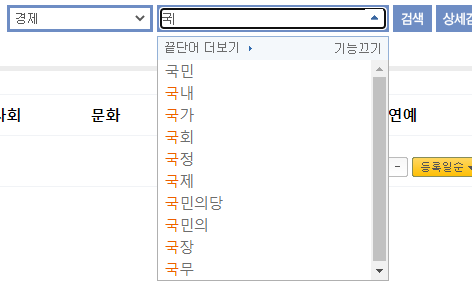 경제 국 검색 상세검
끝단어 더보기 기능끄기
국민
국내
국가
사회 문화 연예
국회
국정
등록일순
국제
국민의당
국민의
국장
국무